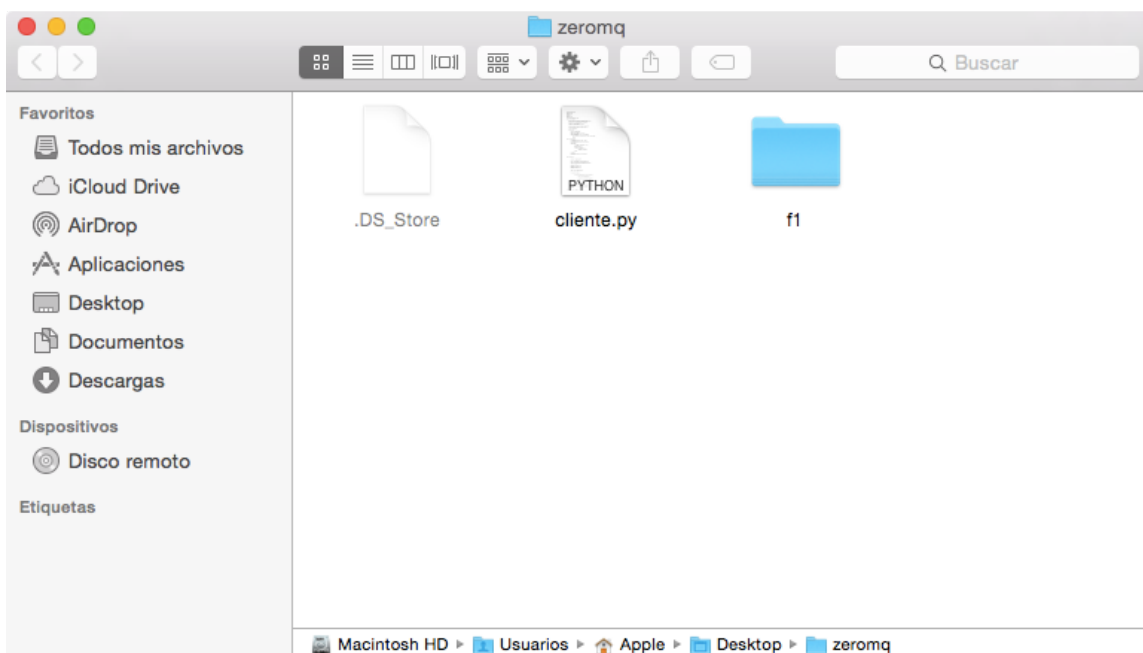 zeromq
Buscar
Favoritos
Todos mis archivos
iCloud Drive
AirDrop
Aplicaciones
Desktop
Documentos
Descargas
Dispositivos
Disco remoto
Etiquetas
PYTHON
.DS_Store cliente.py f1
Macintosh HD Usuarios Apple Desktop zeromq